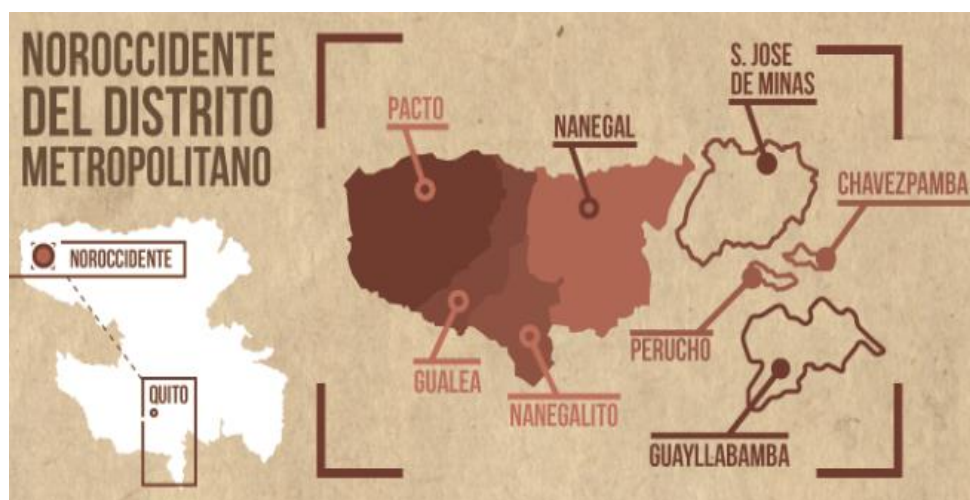 NOROCCIDENTE
DEL DISTRITO
METROPOLITANO
NOROCCIDENTE
QUITO
PACTO
NANEGAL
S. JOSE
DE MINAS
CHAVEZPAMBA
PERUCHO
GUALEA
NANEGALITO
GUAYLLABAMBA